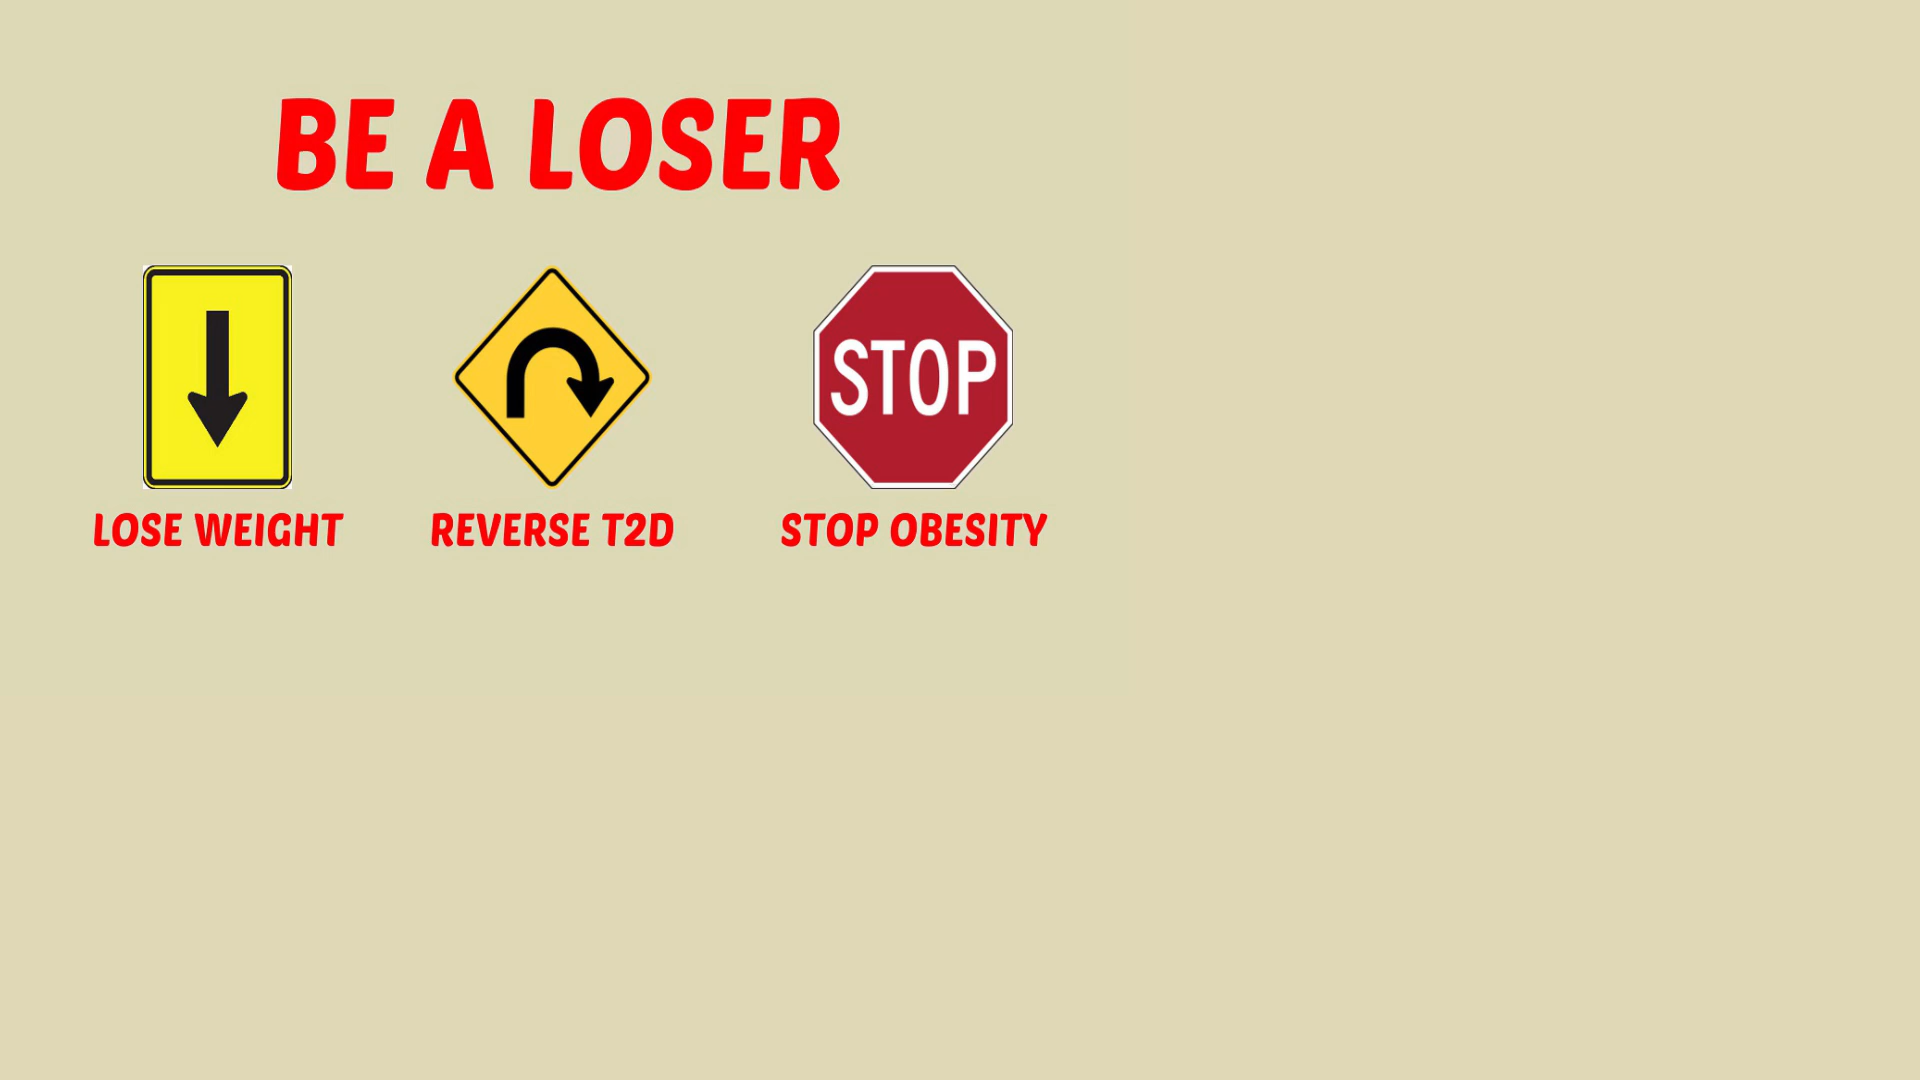 BE A LOSER
STOP
LOSE WEIGHT
REVERSE T2D
STOP OBESITY